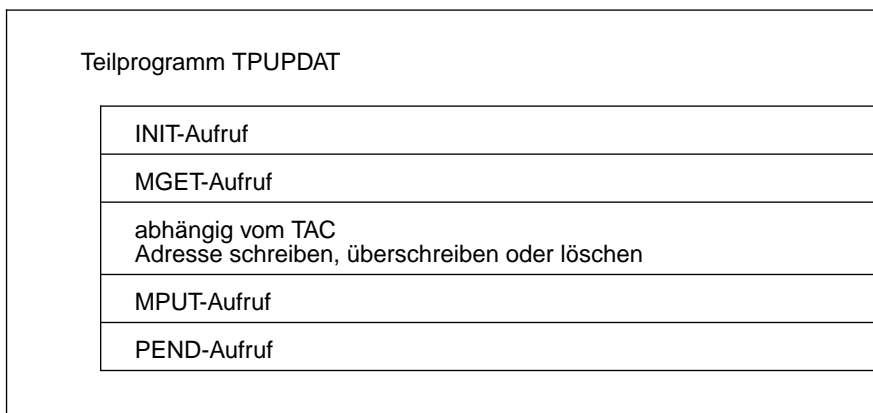 Teilprogramm TPUPDAT
INIT-Aufruf
MGET-Aufruf
abhängig vom TAC
Adresse schreiben, überschreiben oder löschen
MPUT-Aufruf
PEND-Aufruf